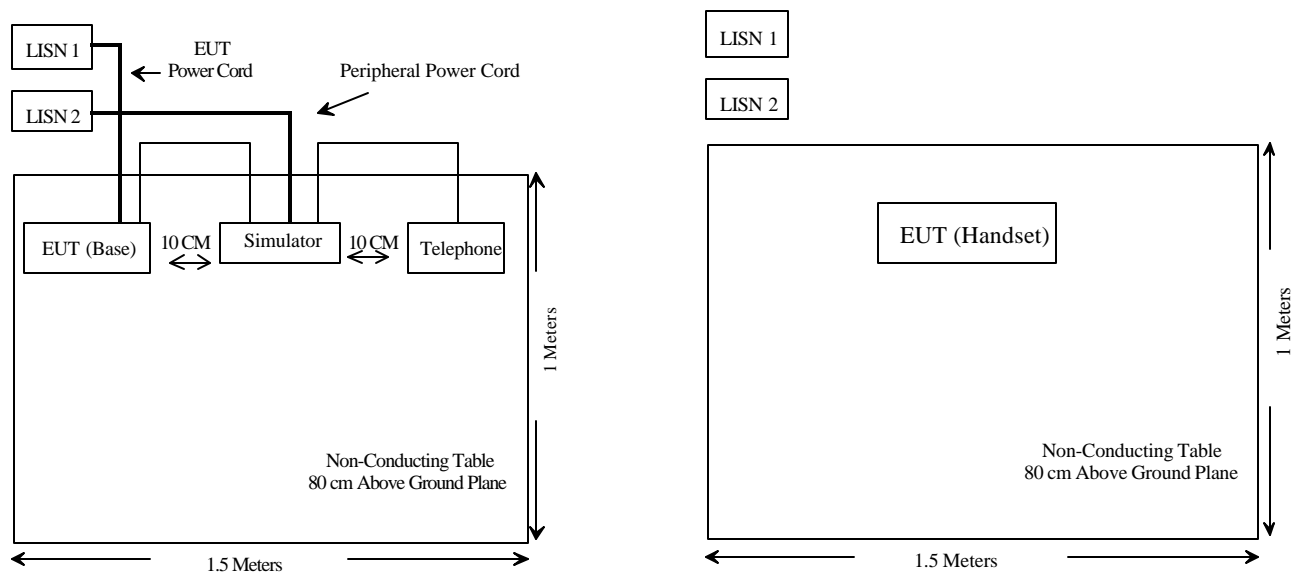 LISN 1
EUT
Power Cord
Peripheral Power Cord
LISN 2
EUT (Base)
10 CM
Simulator
10 CM
Telephone
1 Meters
Non-Conducting Table
80 cm Above Ground Plane
1.5 Meters
LISN 1
LISN 2
EUT (Handset)
1 Meters
Non-Conducting Table
80 cm Above Ground Plane
1.5 Meters